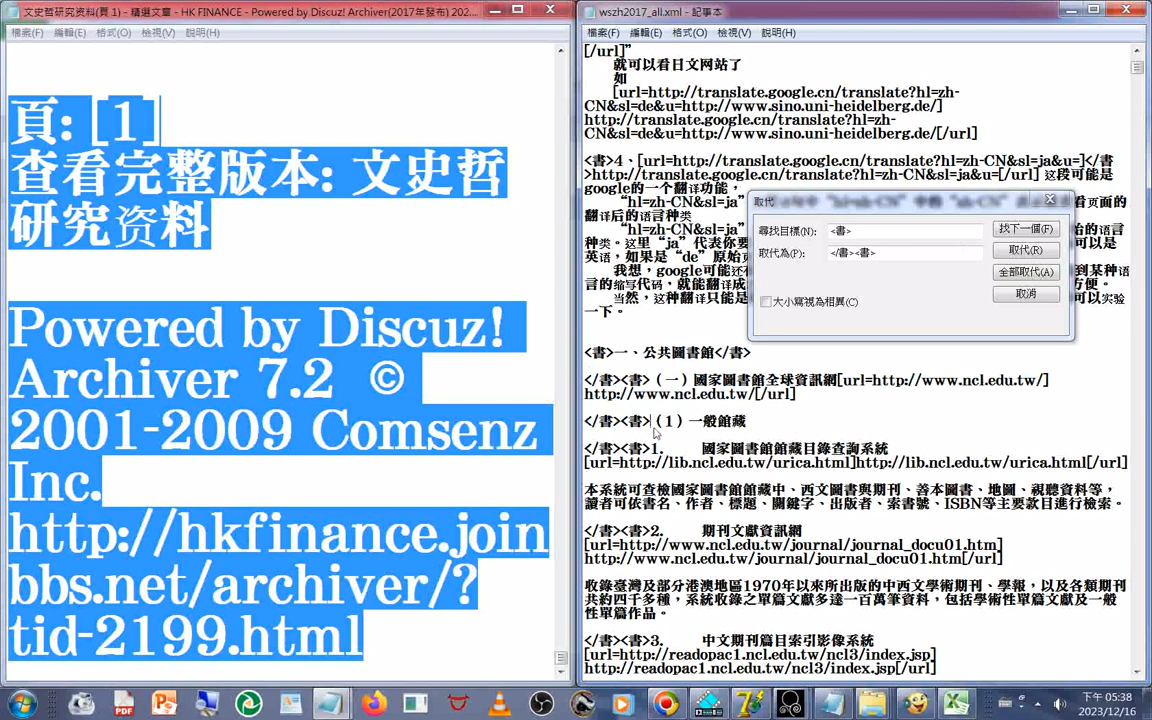 文史哲研究资料(頁 1) - 精選文章 - HK FINANCE - Powered by Discuz! Archiver(2017年發布) 202...
檔案(F) 編輯(E) 格式(O) 檢視(V) 說明(H)
頁: [1]
查看完整版本: 文史哲
研究资料
Powered by Discuz!
Archiver 7.2 ©
2001-2009 Comsenz
Inc.
http://hkfinance.join
bbs.net/archiver/?
tid-2199.html
wszh2017_all.xml - 記事本
檔案(F) 編輯(E) 格式(O) 檢視(V) 說明(H)
[/url]”
就可以看日文网站了
如
[url=http://translate.google.cn/translate?hl=zh-
CN&sl=de&u=http://www.sino.uni-heidelberg.de/]
http://translate.google.cn/translate?hl=zh-
CN&sl=de&u=http://www.sino.uni-heidelberg.de/[/url]
<書>4、[url=http://translate.google.cn/translate?hl=zh-CN&sl=ja&u=]</書
>http://translate.google.cn/translate?hl=zh-CN&sl=ja&u=[/url] 这段可能是
google的一个翻译功能，
“hl=zh-CN&sl=ja”
看页面的
翻译后的语言种类
“hl=zh-CN&sl=ja”
始的语言
种类。这里“ja”代表你要
可以是
英语，如果是“de”原始页
我想，google可能还有
到某种语
言的缩写代码，就能翻译成
方便。
当然，这种翻译只能是
可以实验
一下。
取代
尋找目標(N): <書>
找下一個(F)
取代為(P): </書><書>
取代(R)
全部取代(A)
取消
大小寫視為相異(C)
<書>一、公共圖書館</書>
</書><書>（一）國家圖書館全球資訊網[url=http://www.ncl.edu.tw/]
http://www.ncl.edu.tw/[/url]
</書><書>（1）一般館藏
</書><書>1. 國家圖書館館藏目錄查詢系統
[url=http://lib.ncl.edu.tw/urica.html]http://lib.ncl.edu.tw/urica.html[/url]
本系統可查檢國家圖書館館藏中、西文圖書與期刊、善本圖書、地圖、視聽資料等，
讀者可依書名、作者、標題、關鍵字、出版者、索書號、ISBN等主要款目進行檢索。
</書><書>2. 期刊文獻資訊網
[url=http://www.ncl.edu.tw/journal/journal_docu01.htm]
http://www.ncl.edu.tw/journal/journal_docu01.htm[/url]
收錄臺灣及部分港澳地區1970年以來所出版的中西文學術期刊、學報，以及各類期刊
共約四千多種，系統收錄之單篇文獻多達一百萬筆資料，包括學術性單篇文獻及一般
性單篇作品。
</書><書>3. 中文期刊篇目索引影像系統
[url=http://readopac1.ncl.edu.tw/ncl3/index.jsp]
http://readopac1.ncl.edu.tw/ncl3/index.jsp[/url]
下午 05:38
2023/12/16